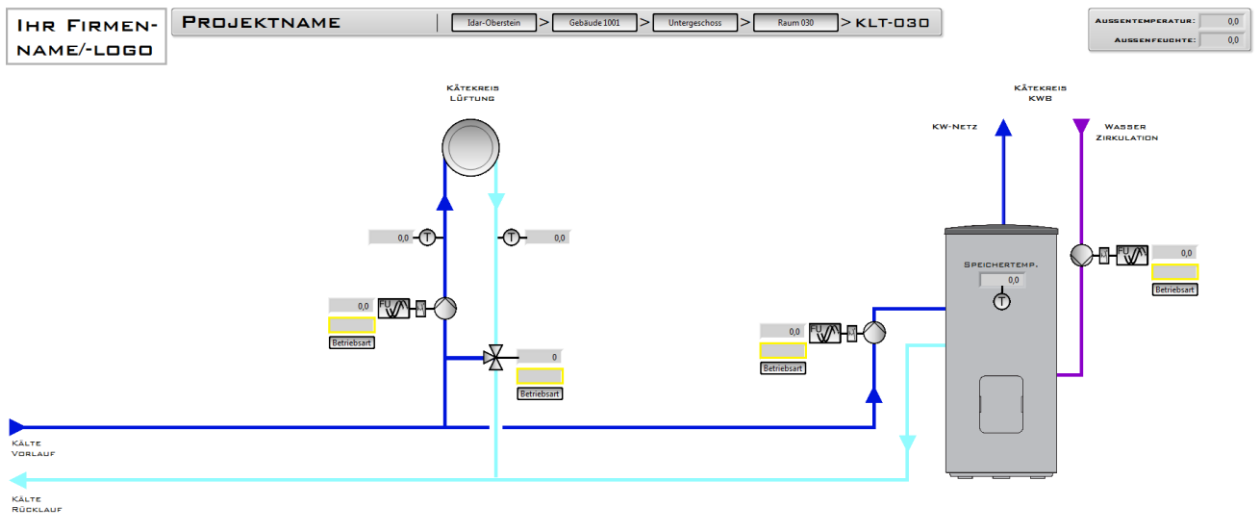 IHR FIRMEN-
NAME/-LOGO
PROJEKTNAME
Idar-Oberstein > Gebäude 1001 > Untergeschoss > Raum 030 > KLT-030
AUSSENTEMPERATUR: 0,0
AUSSENFEUCHTE: 0,0
KÄTEKREIS
LÜFTUNG
KÄTEKREIS
KWB
KW-NETZ
WASSER
ZIRKULATION
0,0 T
T 0,0
SPEICHERTEMP.
0,0
T
M FU 0,0
Betriebsart
0,0 FU M
Betriebsart
0,0 FU M
Betriebsart
0
Betriebsart
KÄLTE
VORLAUF
KÄLTE
RÜCKLAUF